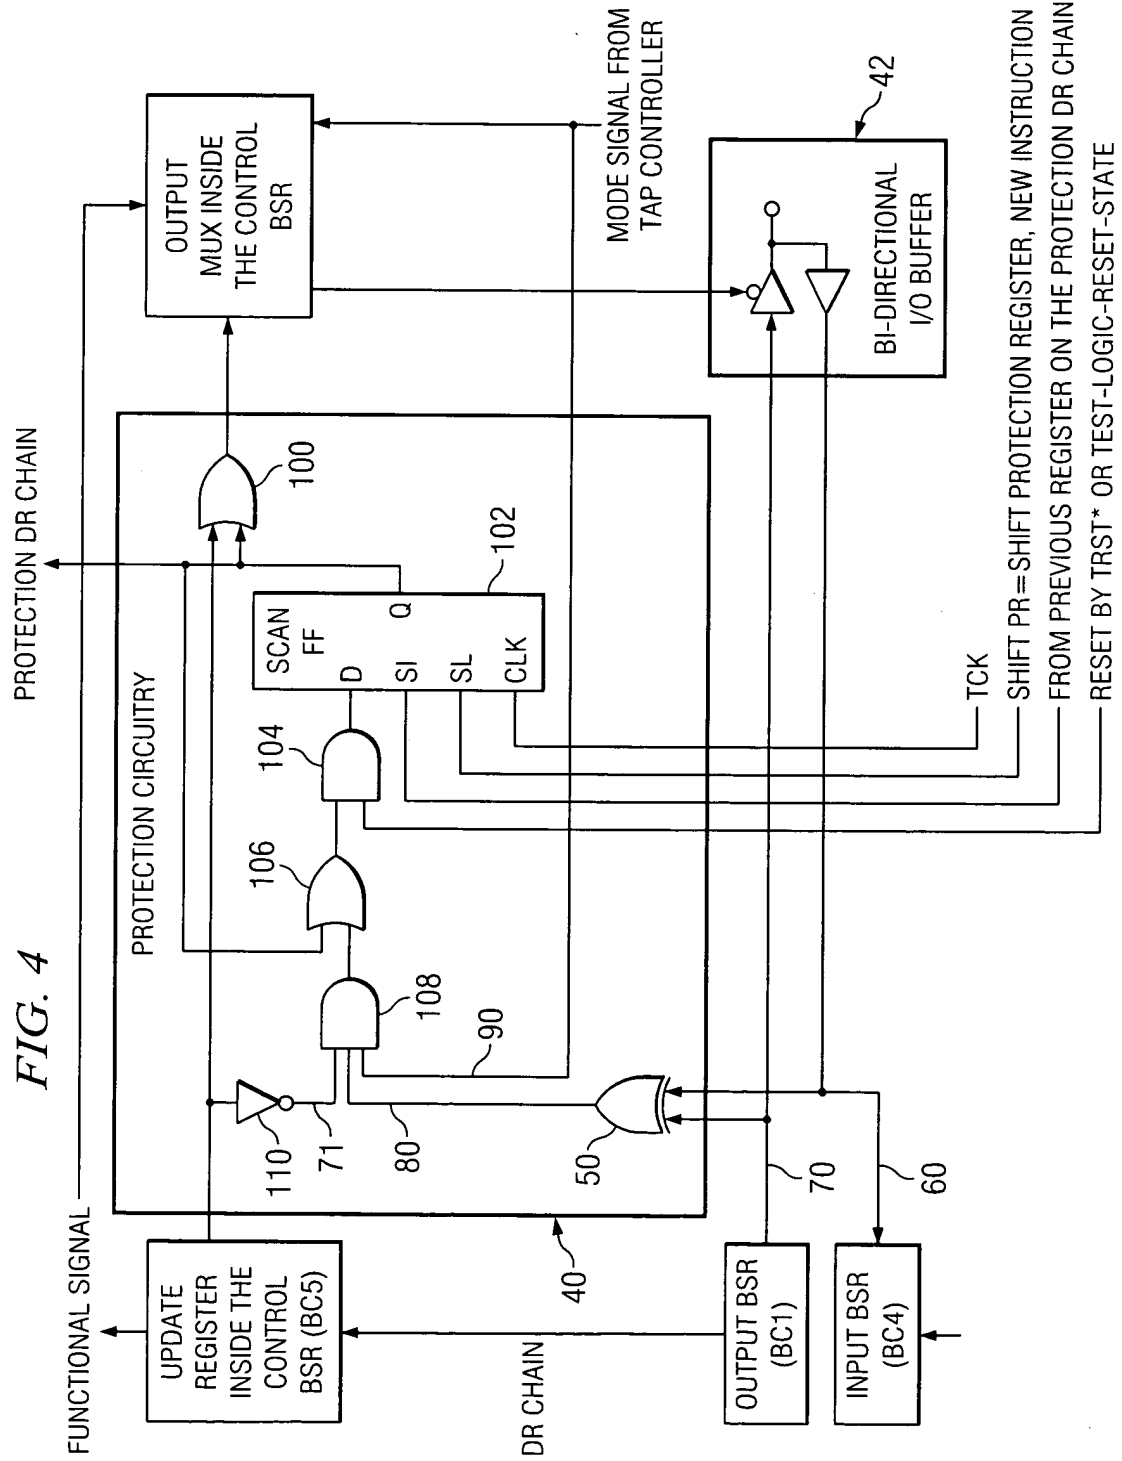 FIG. 4
FUNCTIONAL SIGNAL
PROTECTION DR CHAIN
UPDATE
REGISTER
INSIDE THE
CONTROL
BSR (BC5)
PROTECTION CIRCUITRY
110
71
108
106
104
SCAN
FF
D
SI
SL
CLK
Q
102
100
OUTPUT
MUX INSIDE
THE CONTROL
BSR
80
90
50
40
DR CHAIN
MODE SIGNAL FROM
TAP CONTROLLER
OUTPUT BSR
(BC1)
70
INPUT BSR
(BC4)
60
BI-DIRECTIONAL
I/O BUFFER
42
TCK
SHIFT PR=SHIFT PROTECTION REGISTER, NEW INSTRUCTION
FROM PREVIOUS REGISTER ON THE PROTECTION DR CHAIN
RESET BY TRST* OR TEST-LOGIC-RESET-STATE